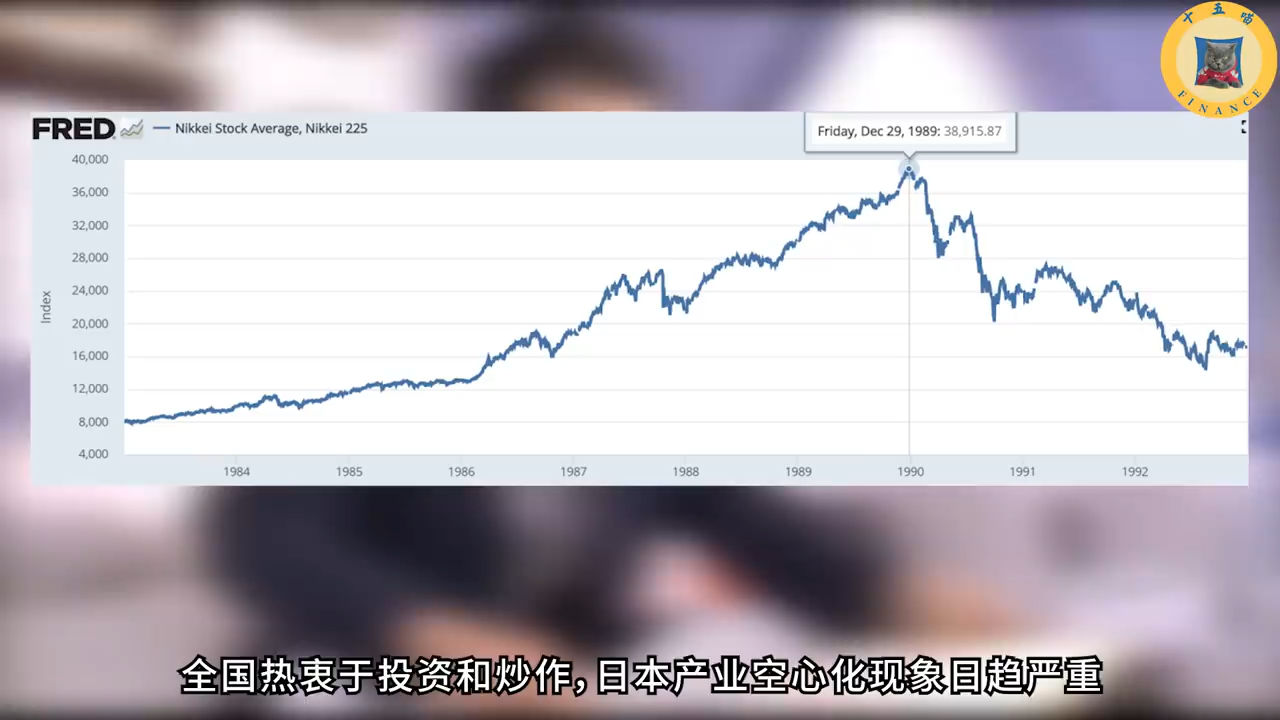 十五喵
FINANCE
FRED
Nikkei Stock Average, Nikkei 225
Friday, Dec 29, 1989: 38,915.87
Index
40,000
36,000
32,000
28,000
24,000
20,000
16,000
12,000
8,000
4,000
1984 1985 1986 1987 1988 1989 1990 1991 1992
全国热衷于投资和炒作,日本产业空心化现象日趋严重